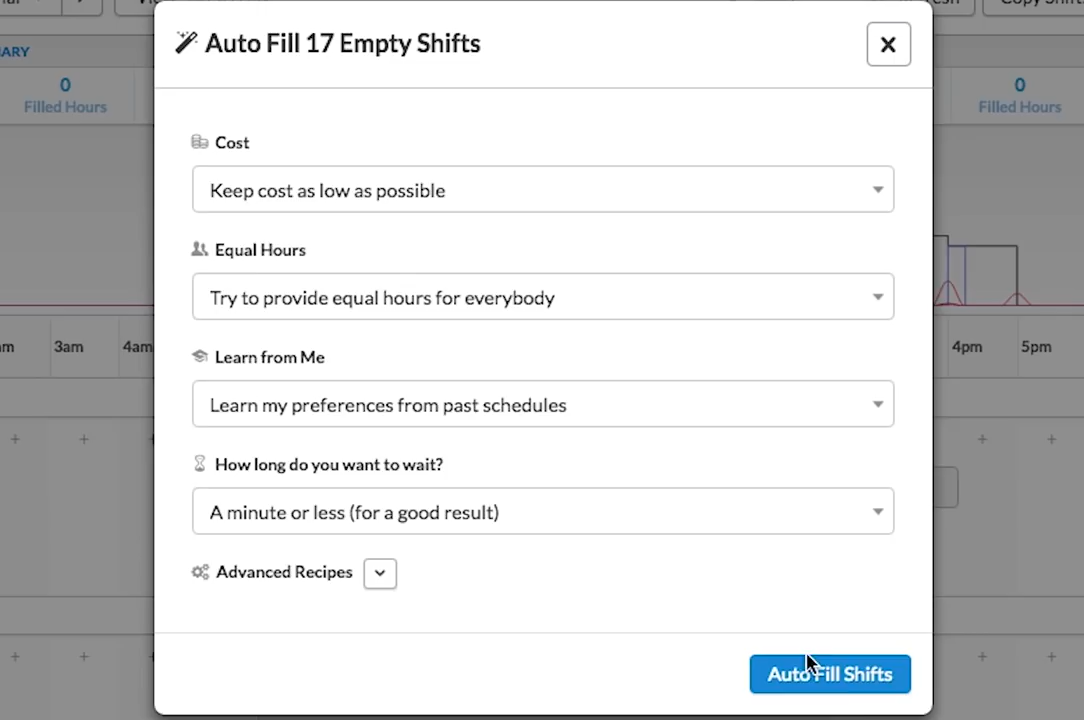 Auto Fill 17 Empty Shifts
ARY
0
Filled Hours
0
Filled Hours
Cost
Keep cost as low as possible
Equal Hours
Try to provide equal hours for everybody
3am
4am
4pm
5pm
Learn from Me
Learn my preferences from past schedules
How long do you want to wait?
A minute or less (for a good result)
Advanced Recipes
Auto Fill Shifts